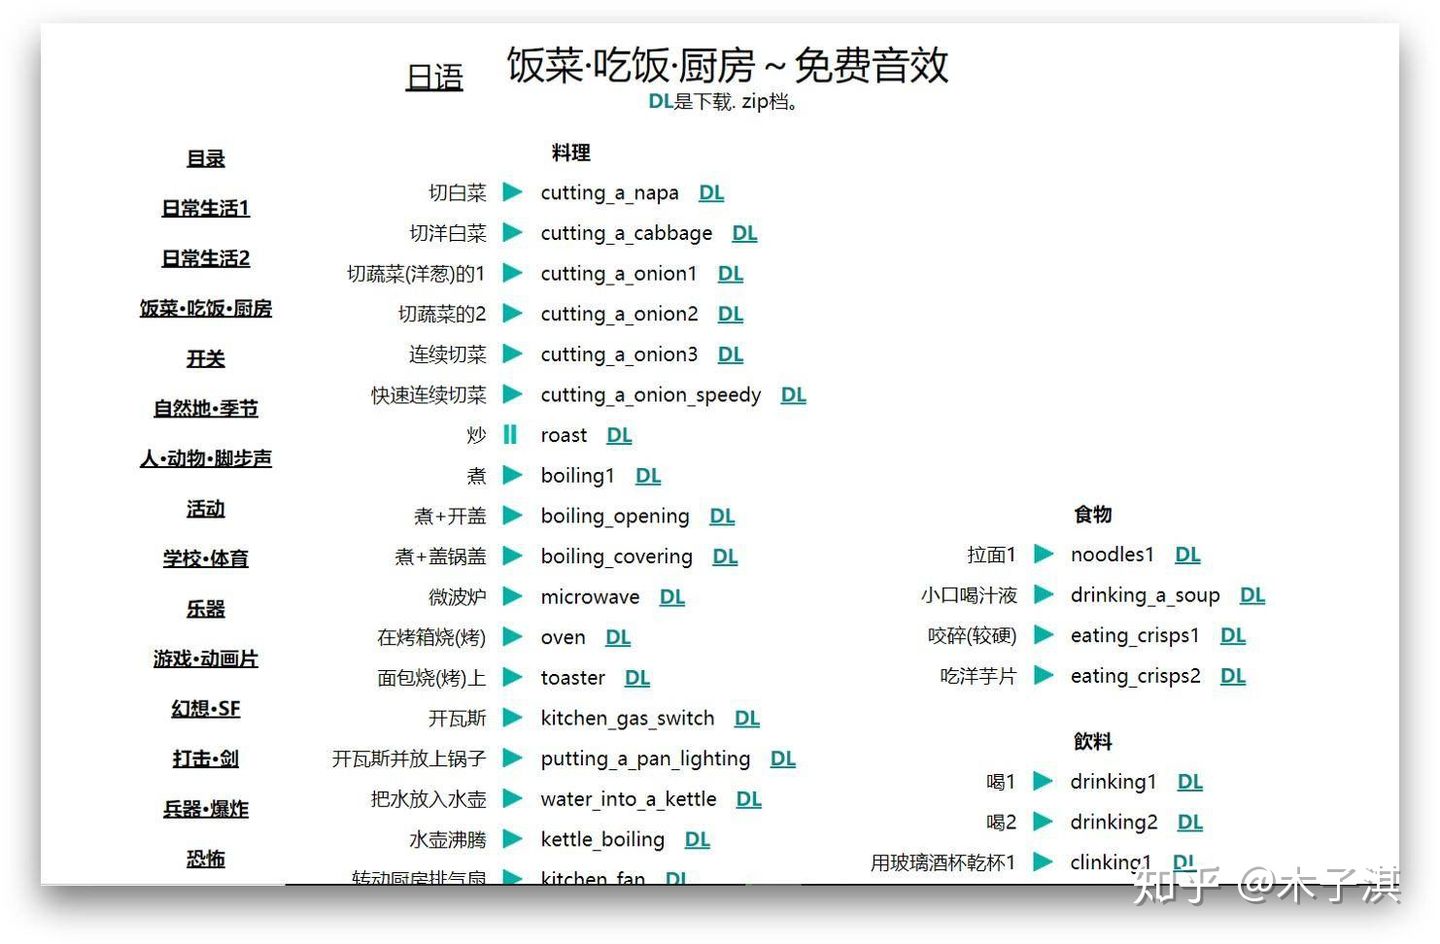 日语
饭菜·吃饭·厨房～免费音效
DL是下载. zip档。
目录
日常生活1
日常生活2
饭菜•吃饭•厨房
开关
自然地•季节
人•动物•脚步声
活动
学校•体育
乐器
游戏•动画片
幻想•SF
打击•剑
兵器•爆炸
恐怖
料理
切白菜 cutting_a_napa DL
切洋白菜 cutting_a_cabbage DL
切蔬菜(洋葱)的1 cutting_a_onion1 DL
切蔬菜的2 cutting_a_onion2 DL
连续切菜 cutting_a_onion3 DL
快速连续切菜 cutting_a_onion_speedy DL
炒 roast DL
煮 boiling1 DL
煮+开盖 boiling_opening DL
煮+盖锅盖 boiling_covering DL
微波炉 microwave DL
在烤箱烧(烤) oven DL
面包烧(烤)上 toaster DL
开瓦斯 kitchen_gas_switch DL
开瓦斯并放上锅子 putting_a_pan_lighting DL
把水放入水壶 water_into_a_kettle DL
水壶沸腾 kettle_boiling DL
转动厨房排气扇 kitchen_fan DL
食物
拉面1 noodles1 DL
小口喝汁液 drinking_a_soup DL
咬碎(较硬) eating_crisps1 DL
吃洋芋片 eating_crisps2 DL
飲料
喝1 drinking1 DL
喝2 drinking2 DL
用玻璃酒杯乾杯1 clinking1 DL
知乎 @木子淇